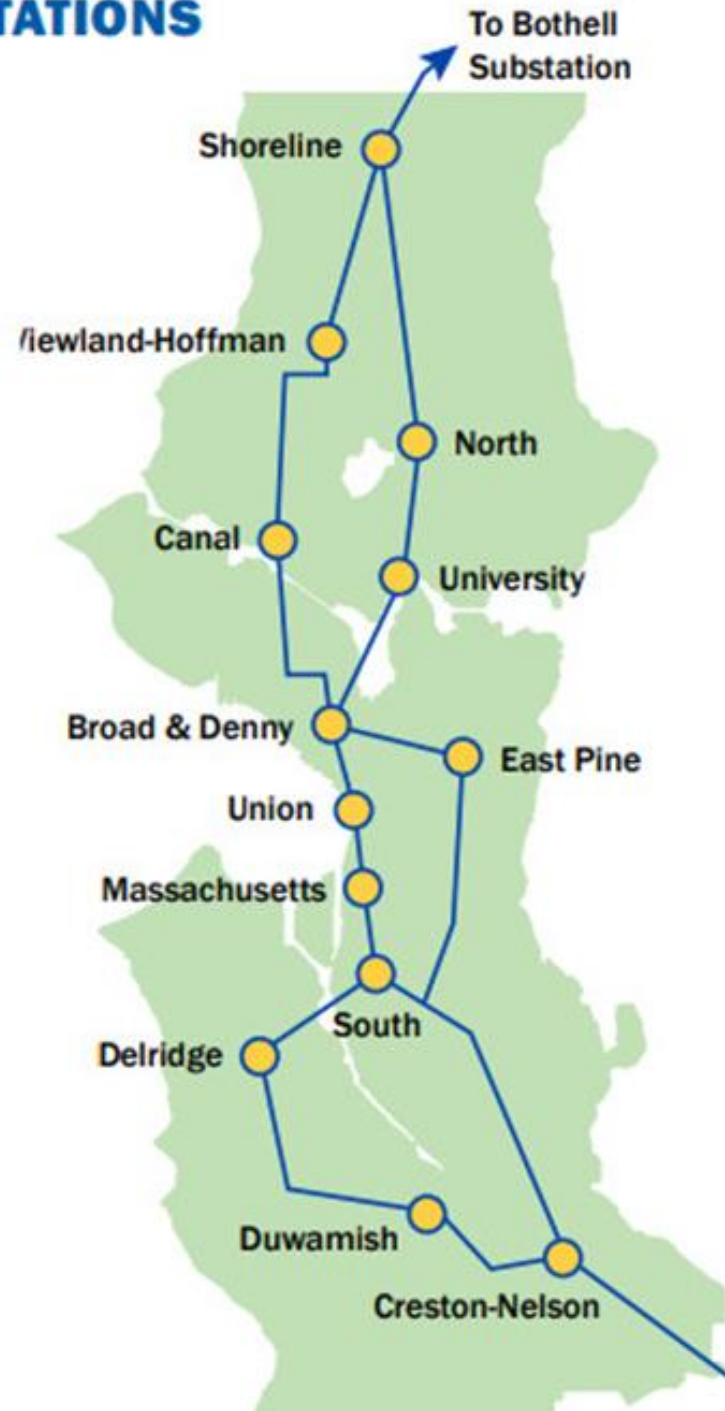 TATIONS
To Bothell
Substation
Shoreline
iewland-Hoffman
North
Canal
University
Broad & Denny
East Pine
Union
Massachusetts
South
Delridge
Duwamish
Creston-Nelson